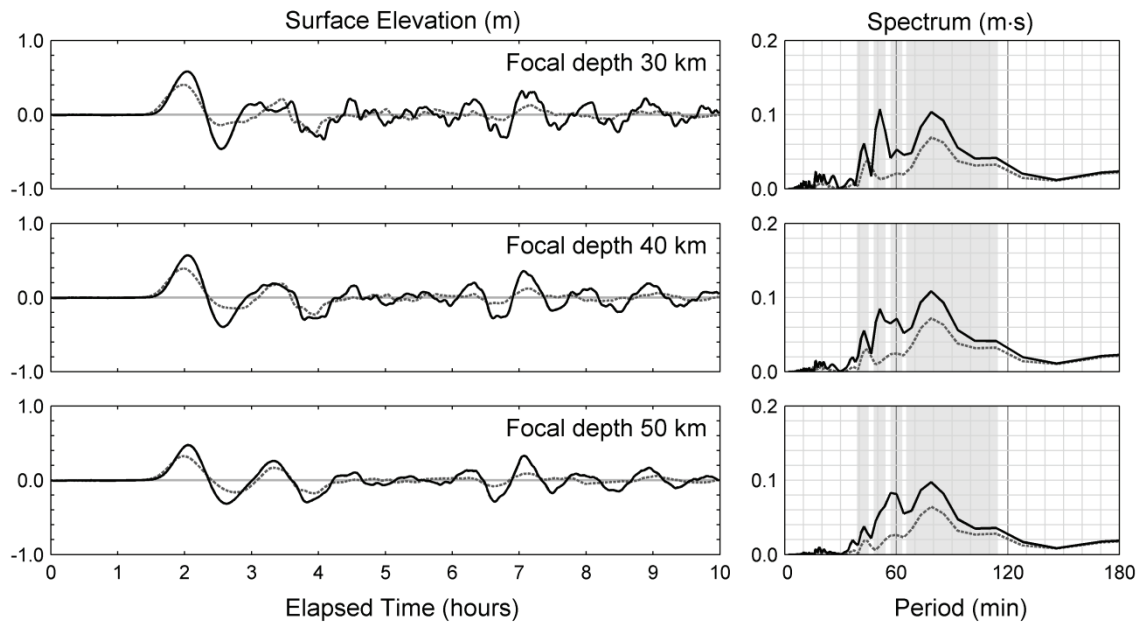 Surface Elevation (m)
Spectrum (m·s)
1.0
0.0
-1.0
Focal depth 30 km
0.2
0.1
0.0
1.0
0.0
-1.0
Focal depth 40 km
0.2
0.1
0.0
1.0
0.0
-1.0
Focal depth 50 km
0.2
0.1
0.0
0 1 2 3 4 5 6 7 8 9 10
0 60 120 180
Elapsed Time (hours)
Period (min)